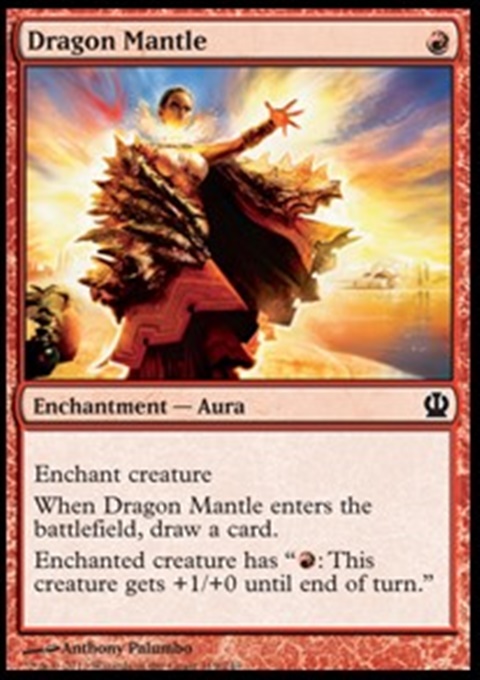 Dragon Mantle
Enchantment — Aura
Enchant creature
When Dragon Mantle enters the
battlefield, draw a card.
Enchanted creature has “ : This
creature gets +1/+0 until end of turn.”
Anthony Palumbo